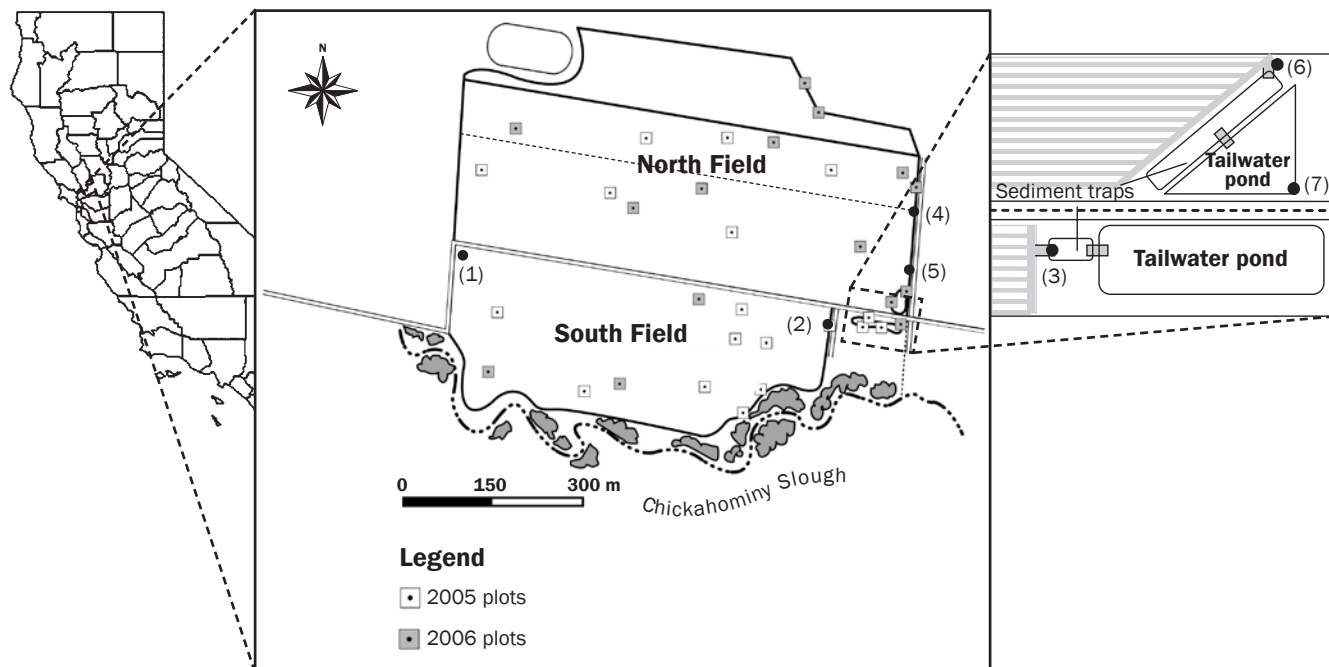 N
North Field
(1)
(4)
(5)
(2)
South Field
0 150 300 m
Chickahominy Slough
Legend
2005 plots
2006 plots
(6)
Tailwater
pond
(7)
Sediment traps
(3)
Tailwater pond